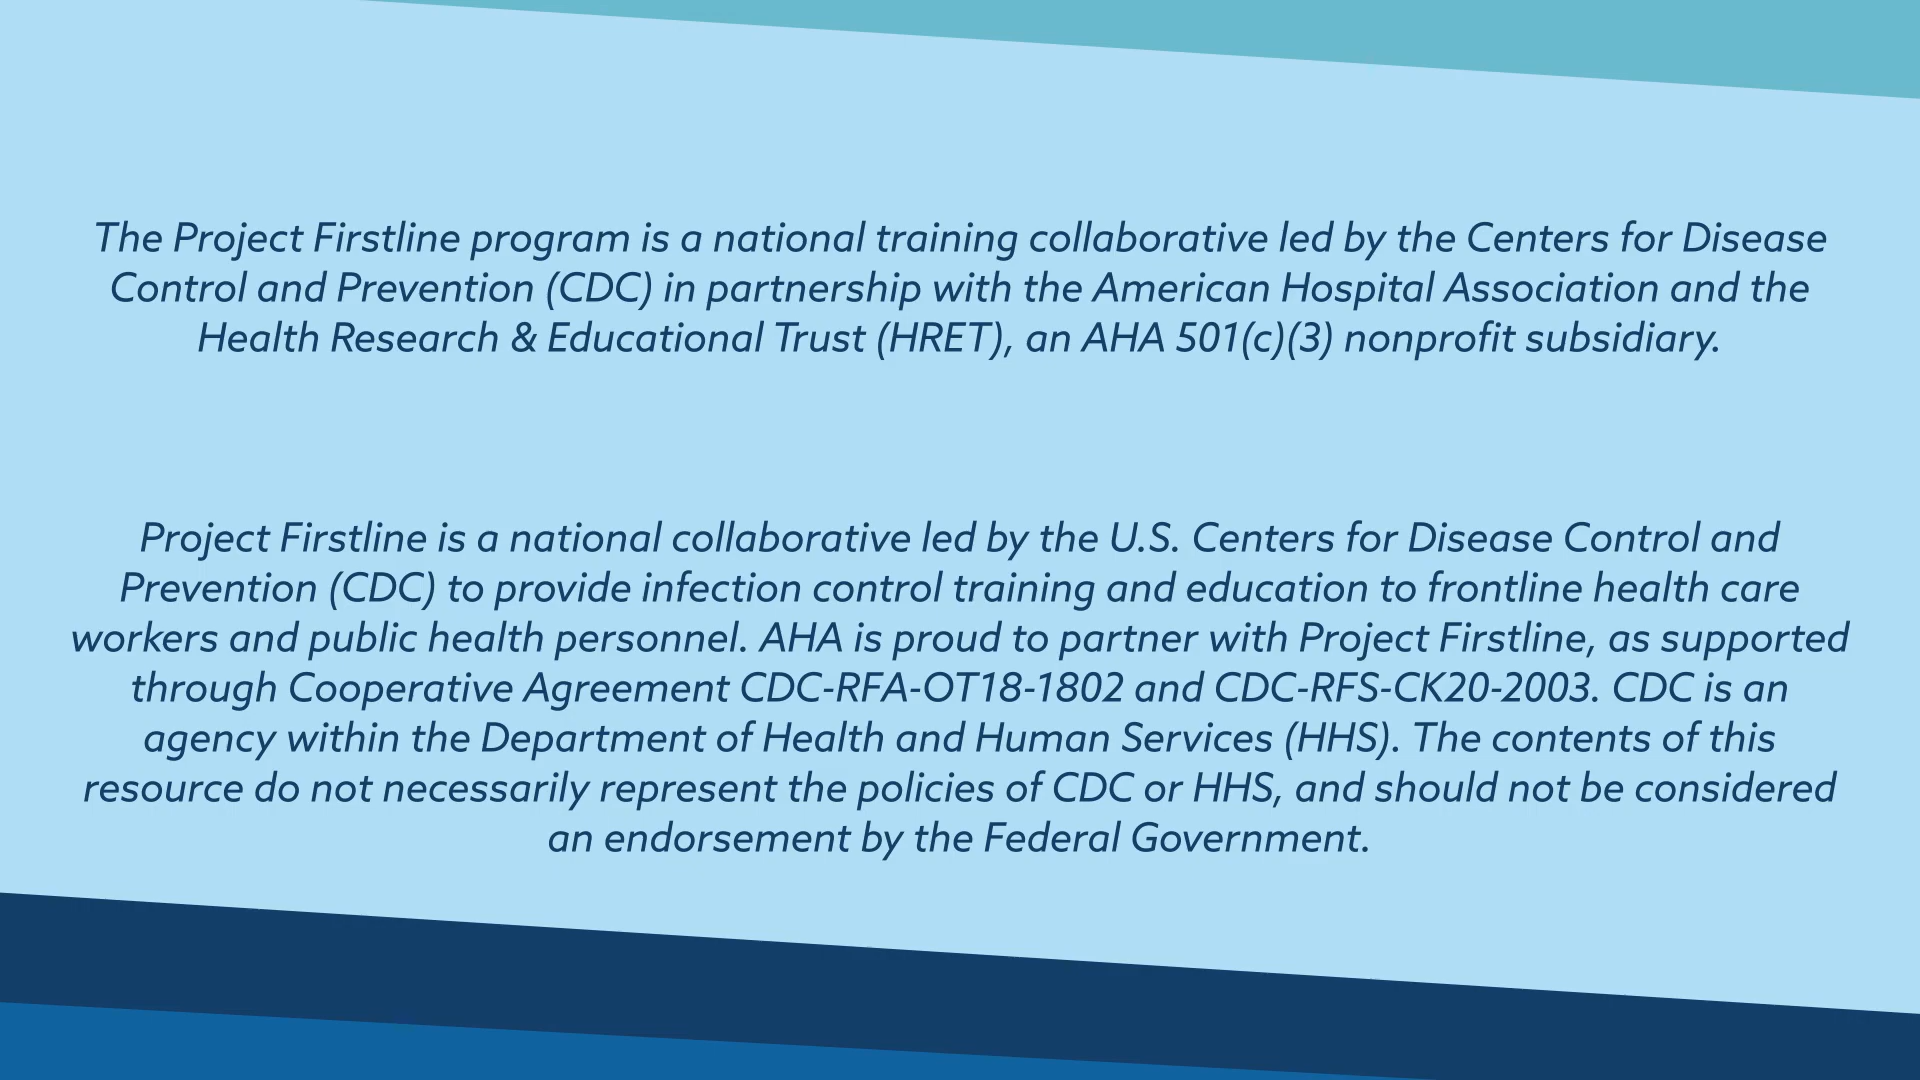 The Project Firstline program is a national training collaborative led by the Centers for Disease
Control and Prevention (CDC) in partnership with the American Hospital Association and the
Health Research & Educational Trust (HRET), an AHA 501(c)(3) nonprofit subsidiary.
Project Firstline is a national collaborative led by the U.S. Centers for Disease Control and
Prevention (CDC) to provide infection control training and education to frontline health care
workers and public health personnel. AHA is proud to partner with Project Firstline, as supported
through Cooperative Agreement CDC-RFA-OT18-1802 and CDC-RFS-CK20-2003. CDC is an
agency within the Department of Health and Human Services (HHS). The contents of this
resource do not necessarily represent the policies of CDC or HHS, and should not be considered
an endorsement by the Federal Government.